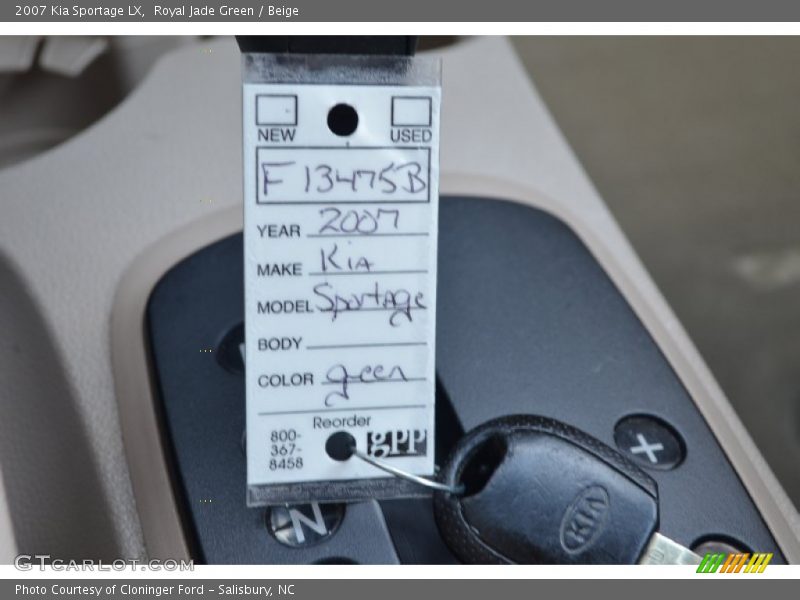 2007 Kia Sportage LX, Royal Jade Green / Beige
NEW USED
F13475B
YEAR 2007
MAKE Kia
MODEL Sportage
BODY
COLOR green
Reorder
800-
367-
8458
gpp
KIA
+
N
GTCarLot.com
Photo Courtesy of Cloninger Ford - Salisbury, NC